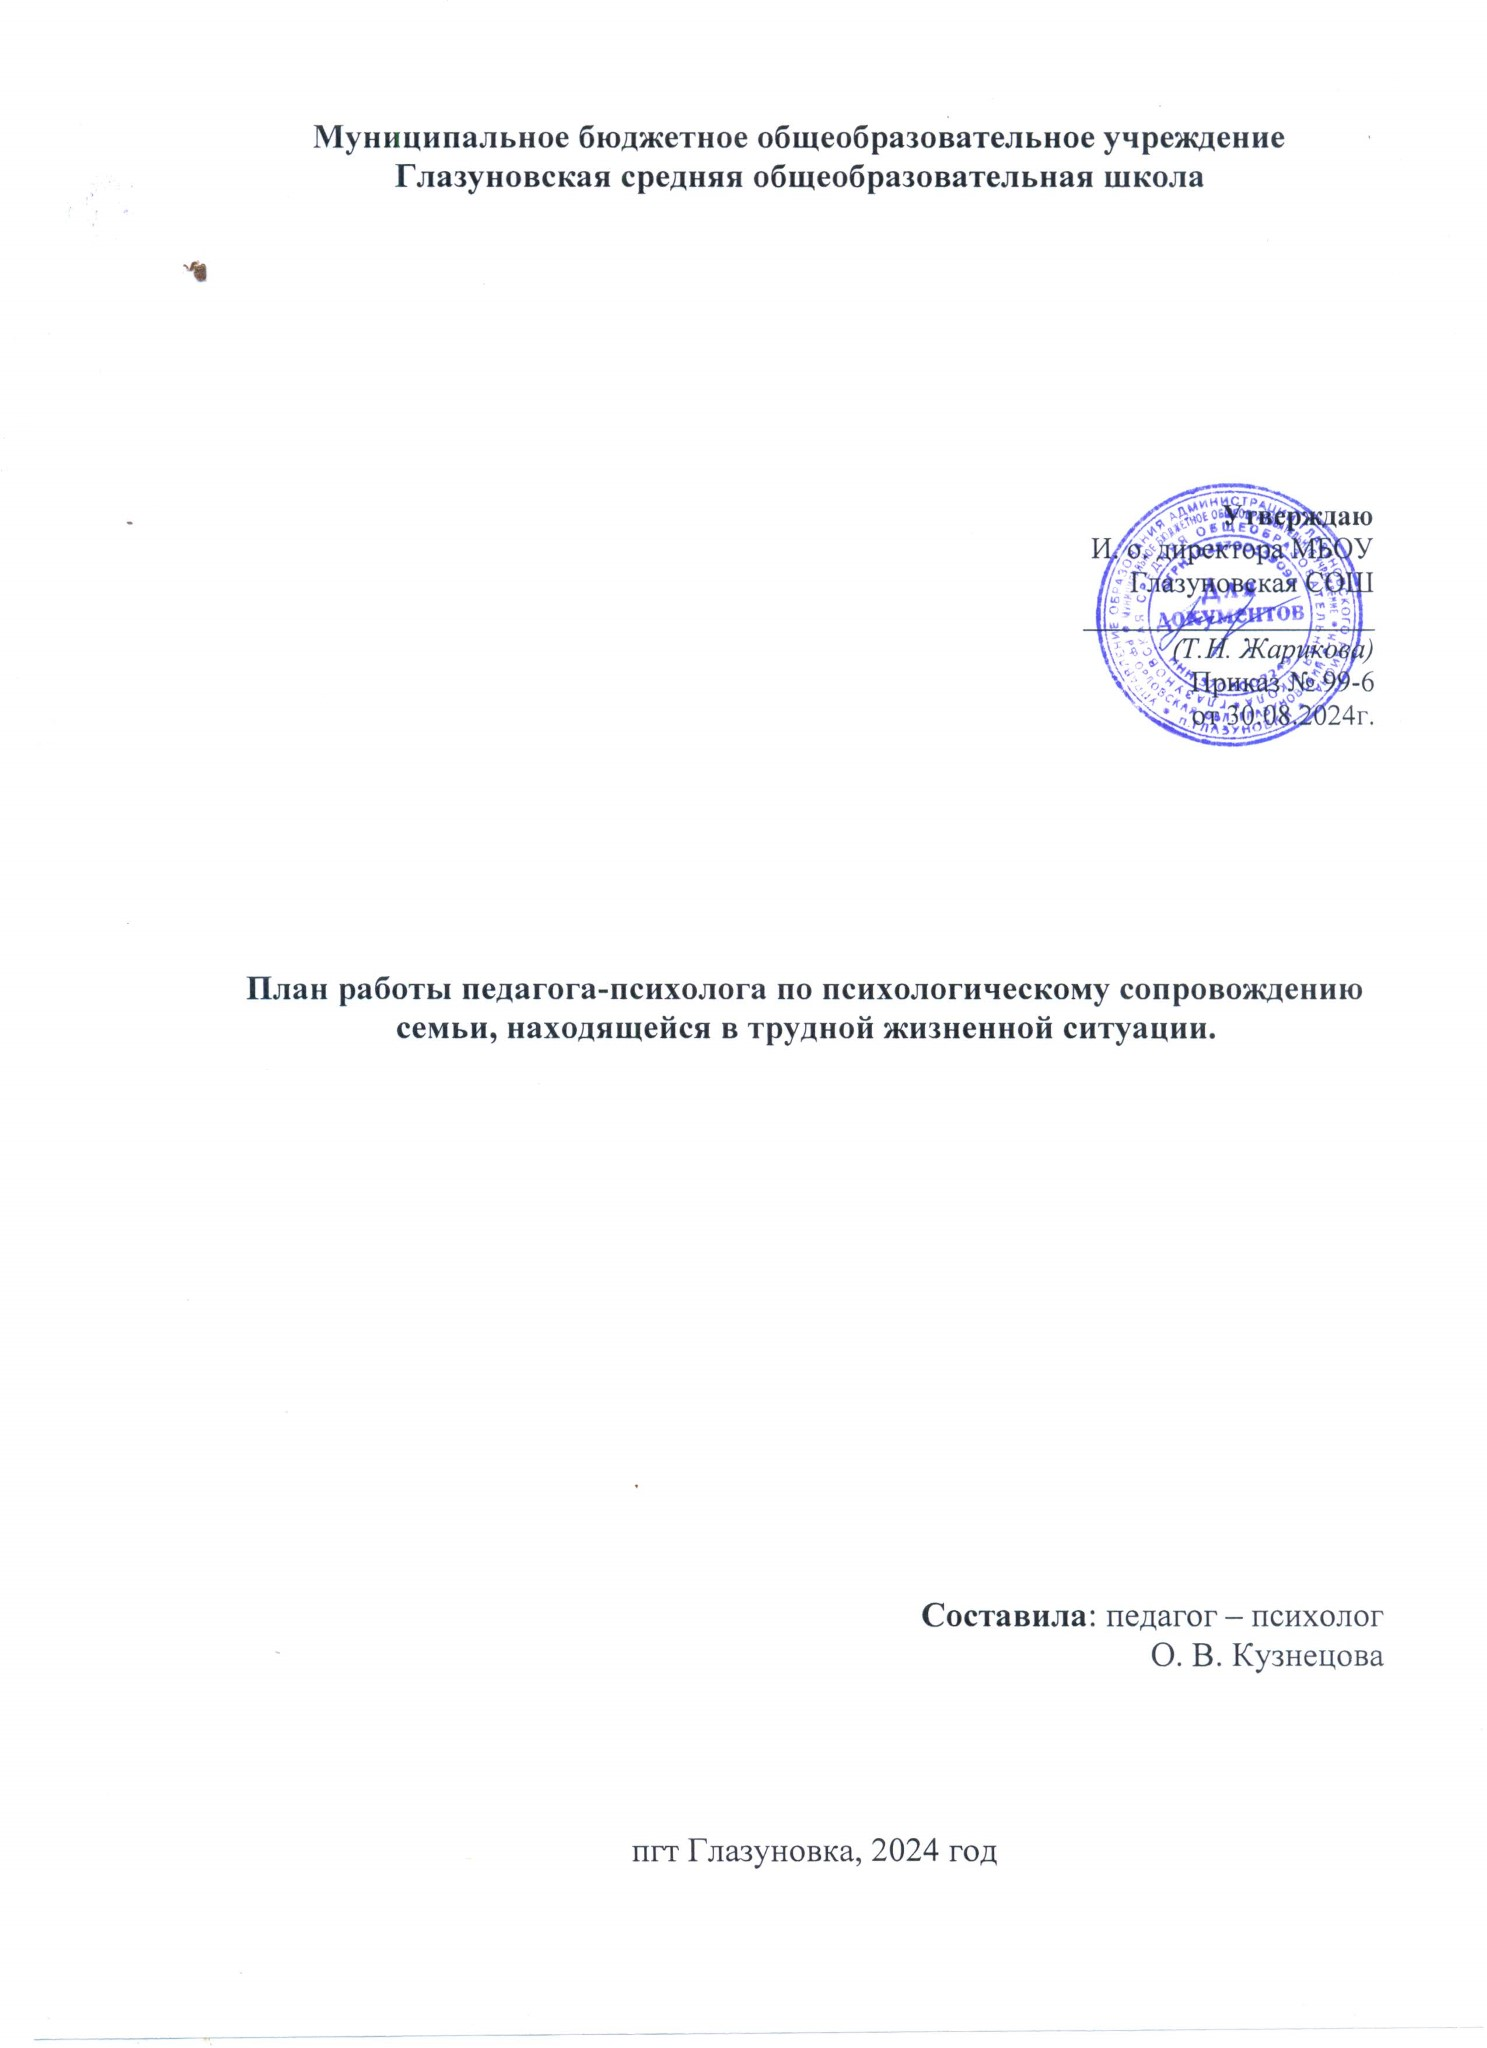 Муниципальное бюджетное общеобразовательное учреждение
Глазуновская средняя общеобразовательная школа
Утверждаю
И. о. директора МБОУ
Глазуновская СОШ
(Т.И. Жарикова)
Приказ № 99-6
от 30.08.2024г.
Для
документов
План работы педагога-психолога по психологическому сопровождению
семьи, находящейся в трудной жизненной ситуации.
Составила: педагог – психолог
О. В. Кузнецова
пгт Глазуновка, 2024 год